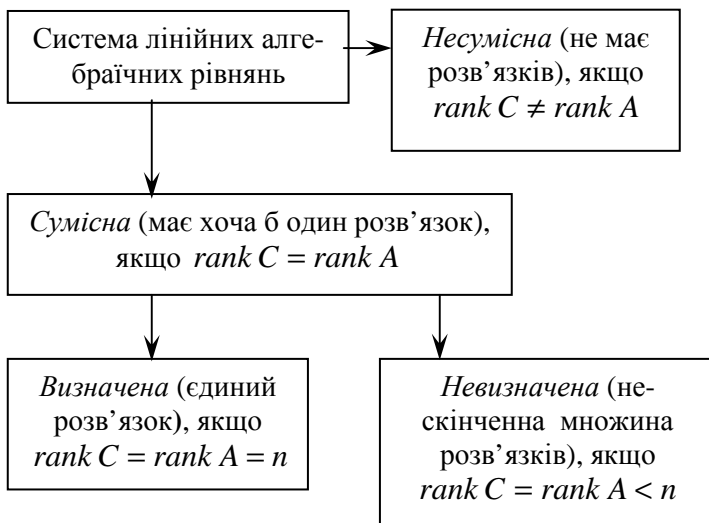 Система лінійних алге-
браїчних рівнянь
Несумісна (не має
розв’язків), якщо
rank C ≠ rank A
Сумісна (має хоча б один розв’язок),
якщо rank C = rank A
Визначена (єдиний
розв’язок), якщо
rank C = rank A = n
Невизначена (не-
скінченна множина
розв’язків), якщо
rank C = rank A < n